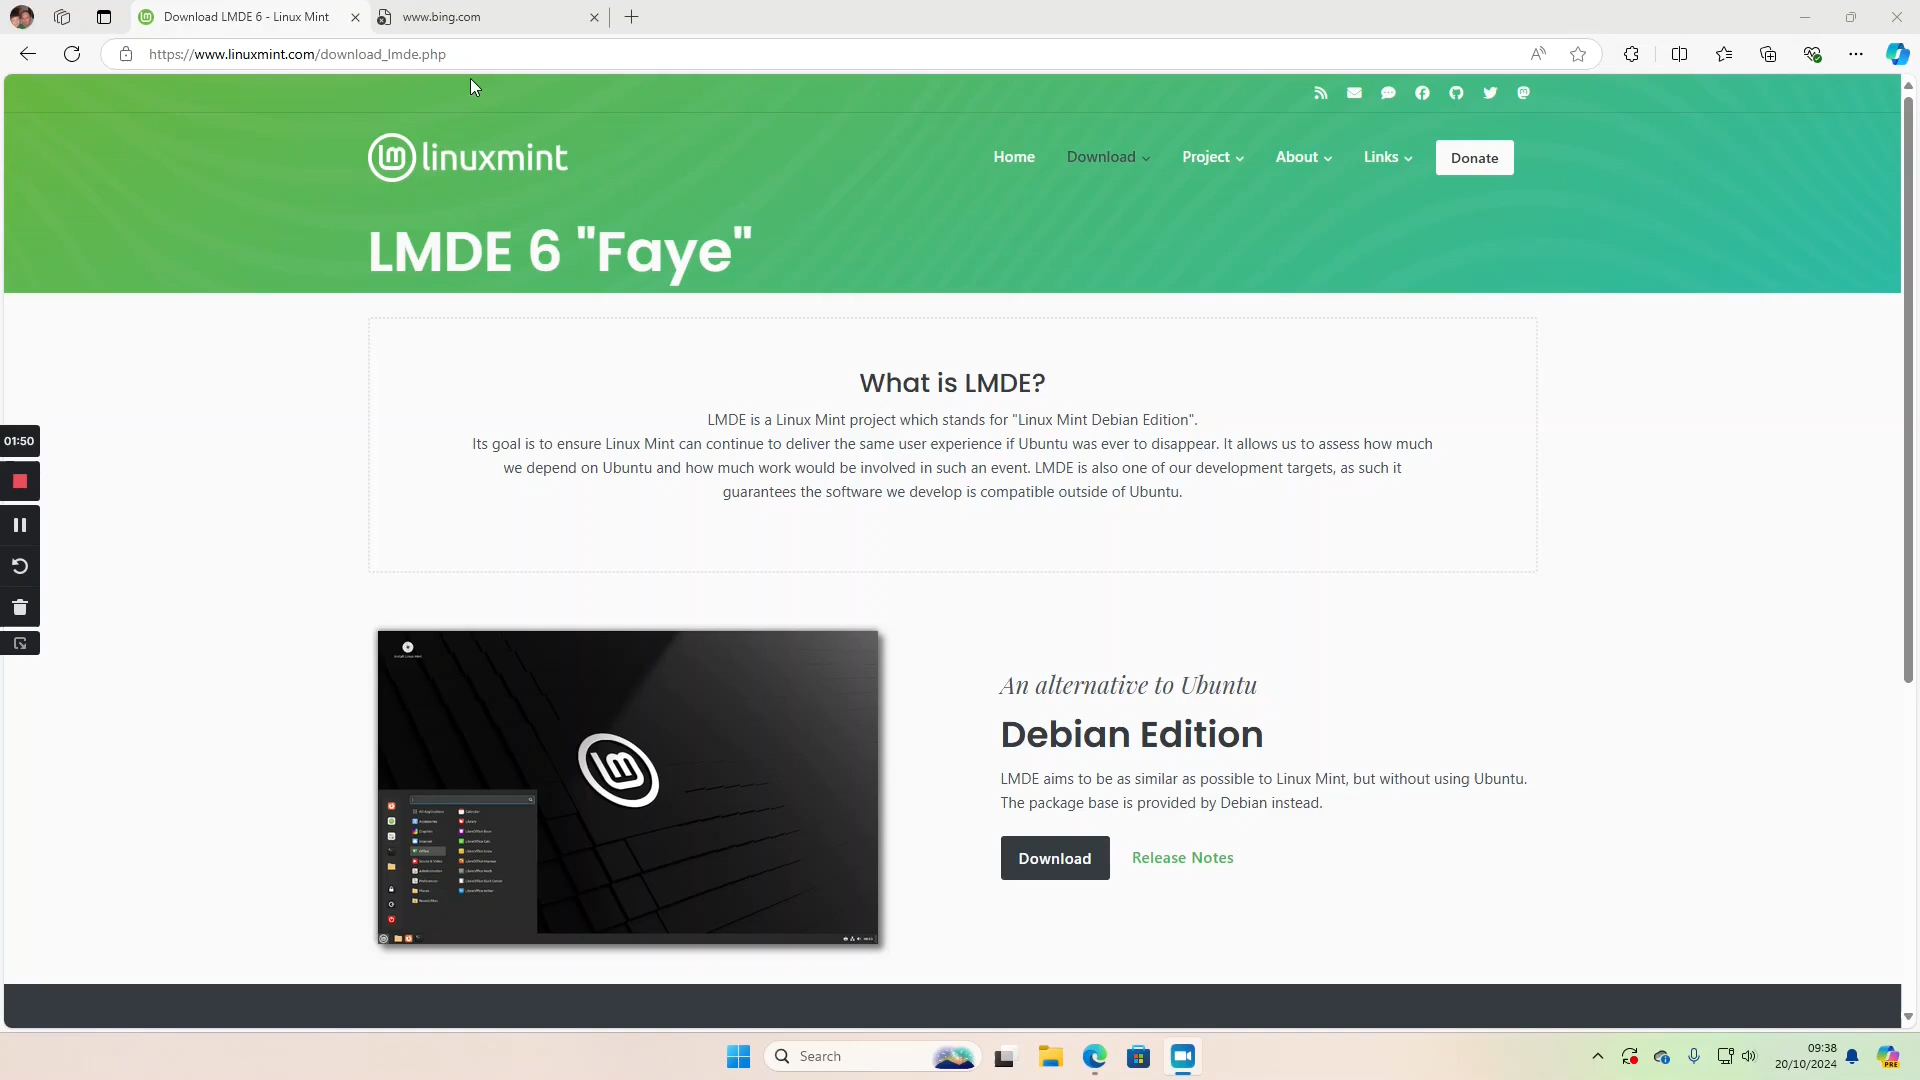 Download LMDE 6 - Linux Mint
www.bing.com
https://www.linuxmint.com/download_lmde.php
linuxmint
Home
Download
Project
About
Links
Donate
LMDE 6 "Faye"
What is LMDE?
LMDE is a Linux Mint project which stands for "Linux Mint Debian Edition".
Its goal is to ensure Linux Mint can continue to deliver the same user experience if Ubuntu was ever to disappear. It allows us to assess how much
we depend on Ubuntu and how much work would be involved in such an event. LMDE is also one of our development targets, as such it
guarantees the software we develop is compatible outside of Ubuntu.
01:50
An alternative to Ubuntu
Debian Edition
LMDE aims to be as similar as possible to Linux Mint, but without using Ubuntu.
The package base is provided by Debian instead.
Download
Release Notes
Search
09:38
20/10/2024
PRE